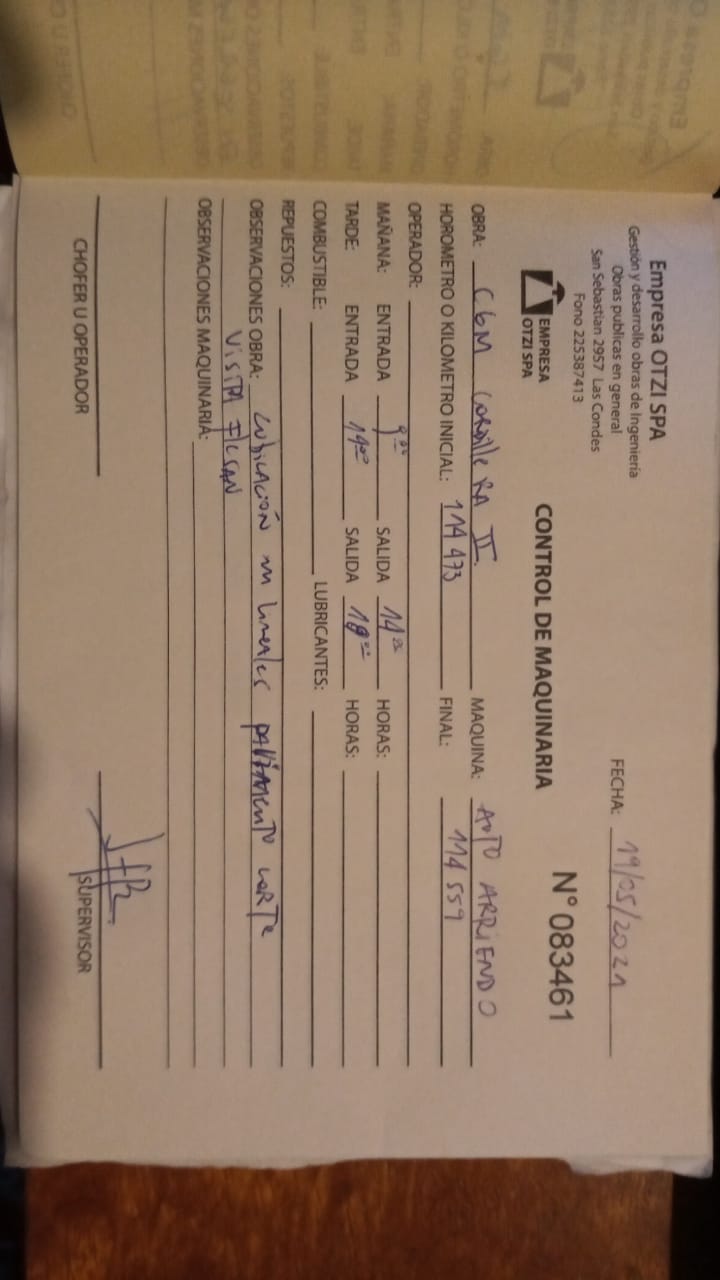 Empresa OTZI SPA
Gestión y desarrollo obras de Ingeniería
Obras publicas en general
San Sebastian 2957 Las Condes
Fono 225387413
EMPRESA
OTZI SPA
FECHA: 19/05/2021
N° 083461
CONTROL DE MAQUINARIA
OBRA: CGM CORdilleRA II. MAQUINA: AUTO ARRIENDO
HOROMETRO O KILOMETRO INICIAL: 114 473 FINAL: 114 559
OPERADOR:
MAÑANA: ENTRADA 9:00 SALIDA 14:00 HORAS:
TARDE: ENTRADA 14:00 SALIDA 18:00 HORAS:
COMBUSTIBLE: LUBRICANTES:
REPUESTOS:
OBSERVACIONES OBRA: CUBICACIÓN m lineales PAVIMENTO CORTE
VISITA
OBSERVACIONES MAQUINARIA:
CHOFER U OPERADOR
SUPERVISOR